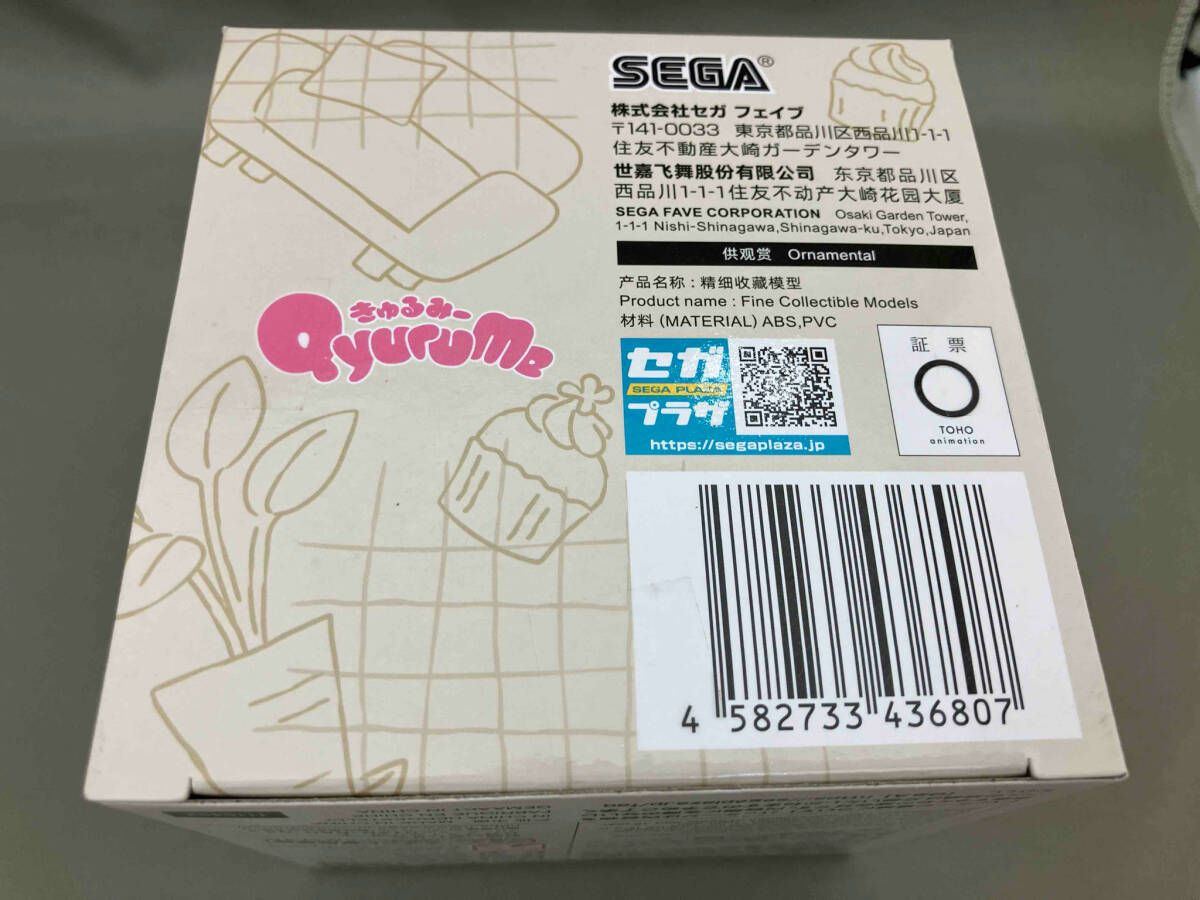 SEGA®
株式会社セガ フェイブ
〒141-0033 東京都品川区西品川1-1-1
住友不動産大崎ガーデンタワー
世嘉飞舞股份有限公司 东京都品川区
西品川1-1-1住友不动产大崎花园大厦
SEGA FAVE CORPORATION Osaki Garden Tower,
1-1-1 Nishi-Shinagawa,Shinagawa-ku,Tokyo,Japan
供观赏 Ornamental
产品名称：精细收藏模型
Product name : Fine Collectible Models
材料 (MATERIAL) ABS,PVC
きゅるみー
QyuruMe
セガ
SEGA PLAZA
プラザ
https://segaplaza.jp
証票
TOHO
animation
4 582733 436807